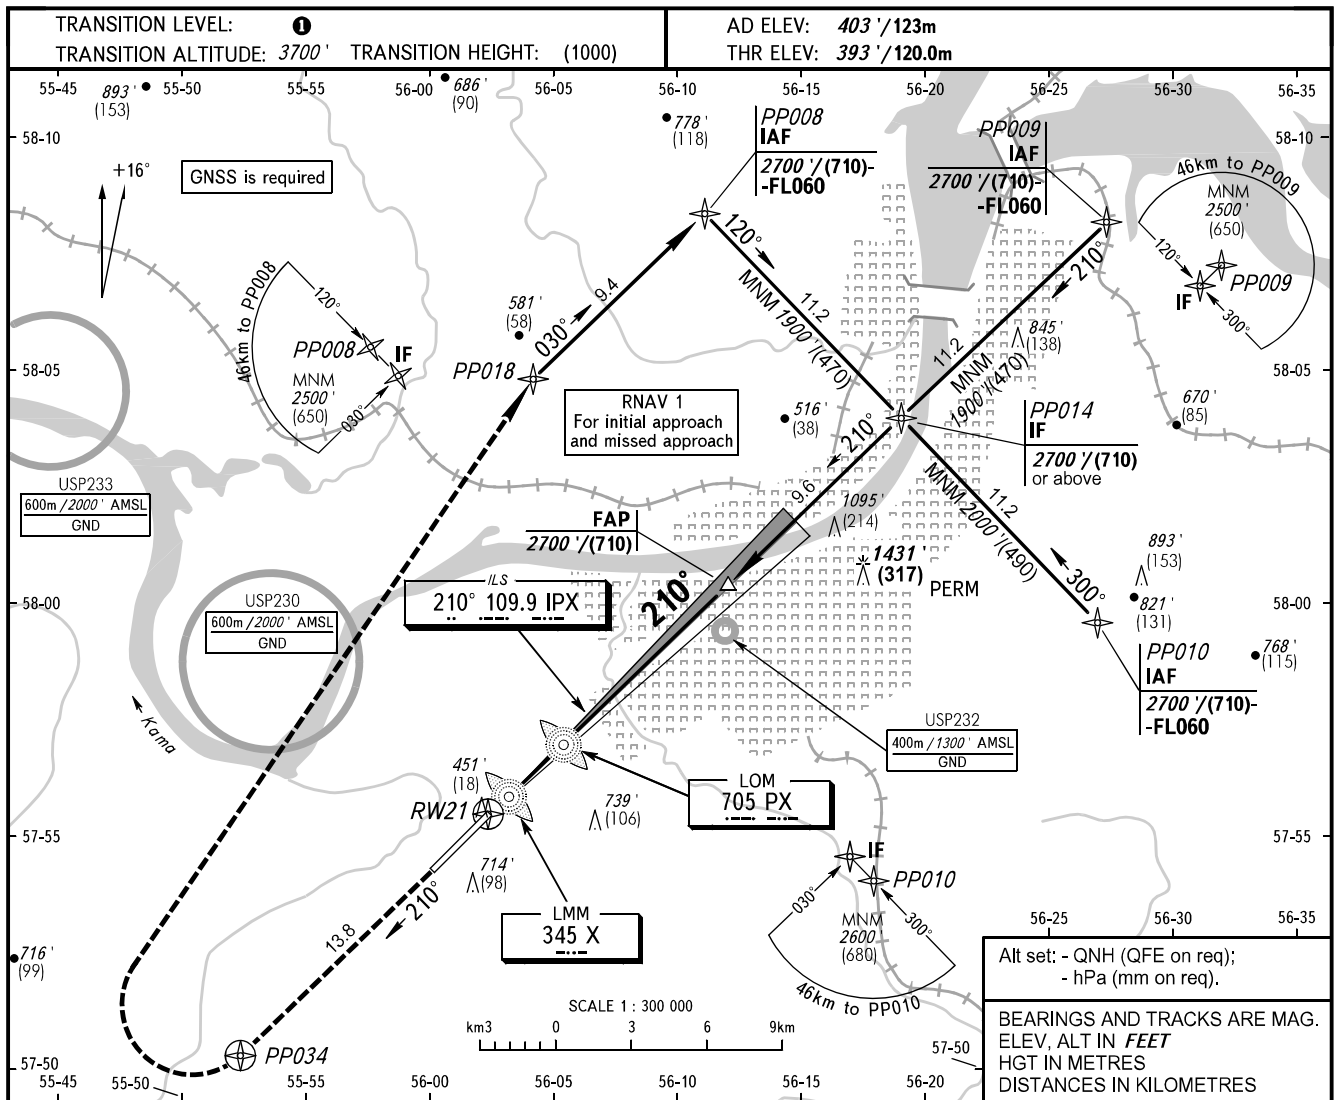 TRANSITION LEVEL: 1
TRANSITION ALTITUDE: 3700' TRANSITION HEIGHT: (1000)
AD ELEV: 403'/123m
THR ELEV: 393'/120.0m
55-45 55-50 55-55 56-00 56-05 56-10 56-15 56-20 56-25 56-30 56-35
893'
(153)
686'
(90)
778'
(118)
PP008
IAF
2700'/(710)-
-FL060
PP009
IAF
2700'/(710)-
-FL060
58-10
58-10
+16°
GNSS is required
46km to PP009
MNM
2500'
(650)
120°
PP009
IF
300°
46km to PP008
120°
PP008
IF
MNM
2500'
(650)
030°
581'
(58)
030°
9.4
120°
11.2
MNM 1900'/(470)
210°
11.2
MNM
1900'/(470)
845'
(138)
58-05
58-05
PP018
RNAV 1
For initial approach
and missed approach
516'
(38)
670'
(85)
PP014
IF
2700'/(710)
or above
210°
9.6
USP233
600m/2000' AMSL
GND
FAP
2700'/(710)
1095'
(214)
MNM 2000'/(490)
11.2
1431'
(317)
PERM
893'
(153)
300°
821'
(131)
ILS
210° 109.9 IPX
210°
58-00
58-00
USP230
600m/2000' AMSL
GND
PP010
IAF
2700'/(710)-
-FL060
768'
(115)
Kama
USP232
400m/1300' AMSL
GND
451'
(18)
RW21
LOM
705 PX
739'
(106)
57-55
57-55
714'
(98)
IF
PP010
030°
300°
MNM
2600'
(680)
46km to PP010
210°
13.8
LMM
345 X
716'
(99)
56-25 56-30 56-35
Alt set: - QNH (QFE on req);
- hPa (mm on req).
SCALE 1 : 300 000
km3 0 3 6 9km
BEARINGS AND TRACKS ARE MAG.
ELEV, ALT IN FEET
HGT IN METRES
DISTANCES IN KILOMETRES
PP034
57-50
57-50
55-45 55-50 55-55 56-00 56-05 56-10 56-15 56-20